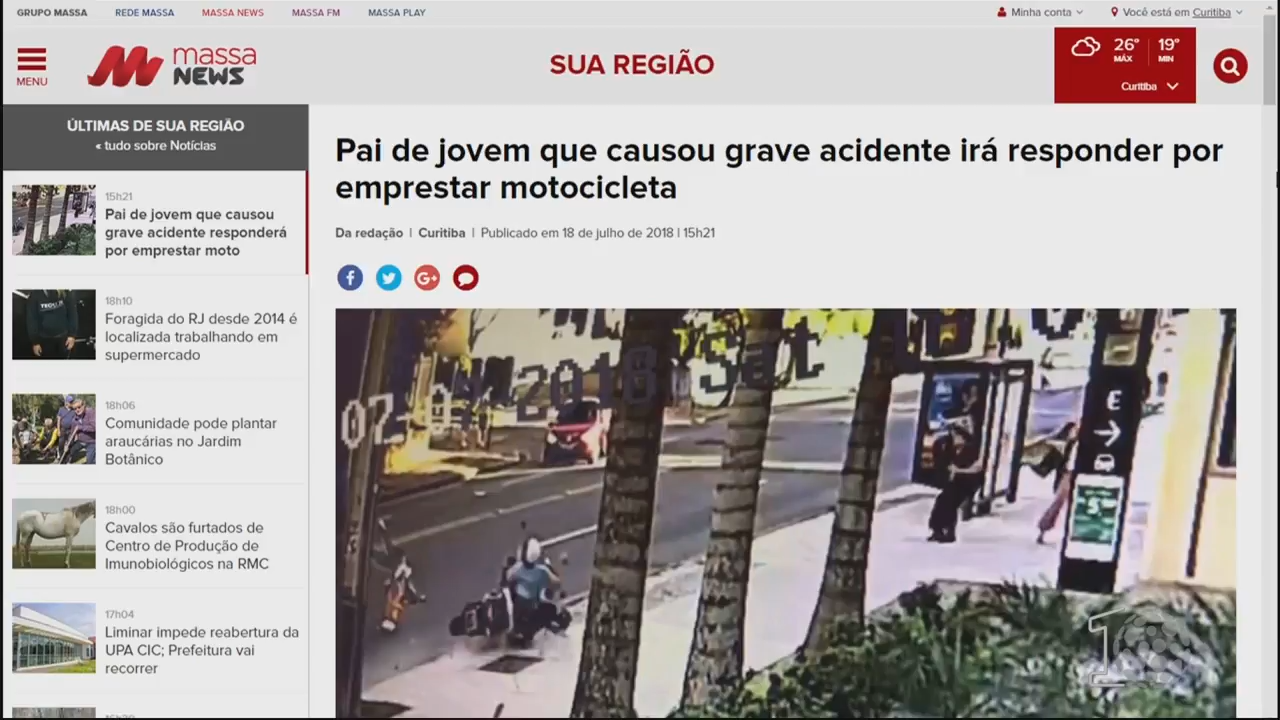 GRUPO MASSA REDE MASSA MASSA NEWS MASSA FM MASSA PLAY
Minha conta Você está em Curitiba
MENU
massa
NEWS
SUA REGIÃO
26° 19°
MÁX MIN
Curitiba
ÚLTIMAS DE SUA REGIÃO
« tudo sobre Notícias
15h21
Pai de jovem que causou
grave acidente responderá
por emprestar moto
18h10
Foragida do RJ desde 2014 é
localizada trabalhando em
supermercado
18h06
Comunidade pode plantar
araucárias no Jardim
Botânico
18h00
Cavalos são furtados de
Centro de Produção de
Imunobiológicos na RMC
17h04
Liminar impede reabertura da
UPA CIC; Prefeitura vai
recorrer
Pai de jovem que causou grave acidente irá responder por
emprestar motocicleta
Da redação | Curitiba | Publicado em 18 de julho de 2018 | 15h21
f G+
2018 Sat
07
E
1